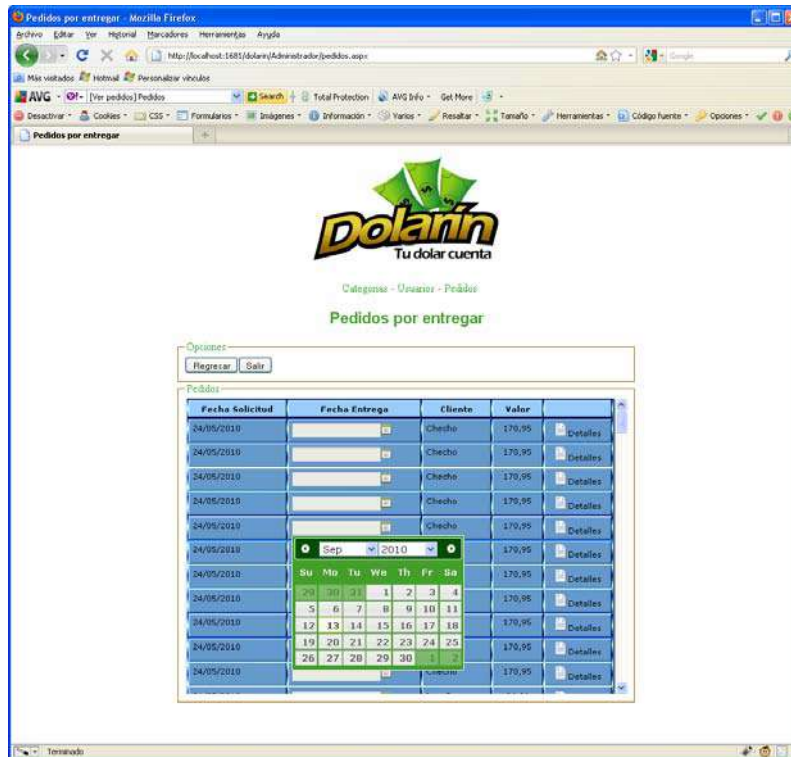 Pedidos por entregar - Mozilla Firefox
Archivo Editar Ver Historial Marcadores Herramientas Ayuda
http://localhost:1681/dolarin/Administrador/pedidos.aspx Google
Más visitados Hotmail Personalizar vínculos
AVG [Ver pedidos] Pedidos Search Total Protection AVG Info Get More
Desactivar Cookies CSS Formularios Imágenes Información Varios Resaltar Tamaño Herramientas Código fuente Opciones
Pedidos por entregar
Dolarín
Tu dolar cuenta
Categorias - Usuarios - Pedidos
Pedidos por entregar
Opciones
Regresar Salir
Pedidos
Fecha Solicitud Fecha Entrega Cliente Valor
24/05/2010 Checho 170,95 Detalles
24/05/2010 Checho 170,95 Detalles
24/05/2010 Checho 170,95 Detalles
24/05/2010 Checho 170,95 Detalles
24/05/2010 Checho 170,95 Detalles
24/05/2010 170,95 Detalles
24/05/2010 170,95 Detalles
24/05/2010 170,95 Detalles
24/05/2010 170,95 Detalles
24/05/2010 170,95 Detalles
24/05/2010 Checho 170,95 Detalles
Sep 2010
Su Mo Tu We Th Fr Sa
29 30 31 1 2 3 4
5 6 7 8 9 10 11
12 13 14 15 16 17 18
19 20 21 22 23 24 25
26 27 28 29 30 1 2
Terminado